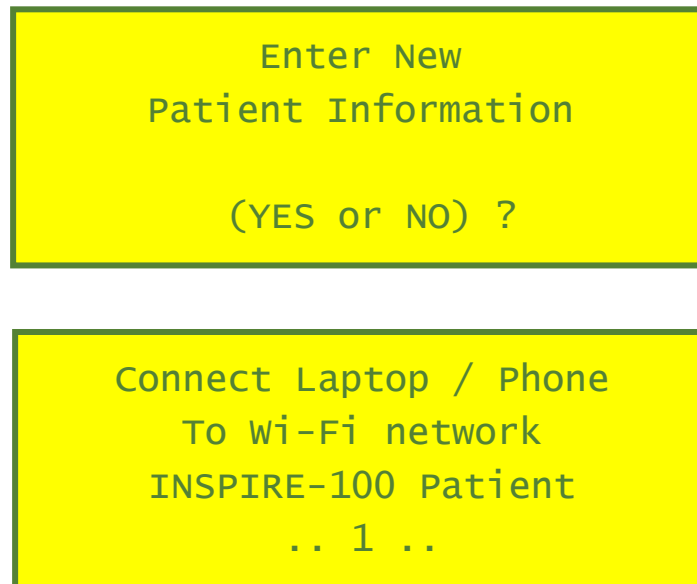 Enter New
Patient Information
(YES or NO) ?
Connect Laptop / Phone
To Wi-Fi network
INSPIRE-100 Patient
.. 1 ..